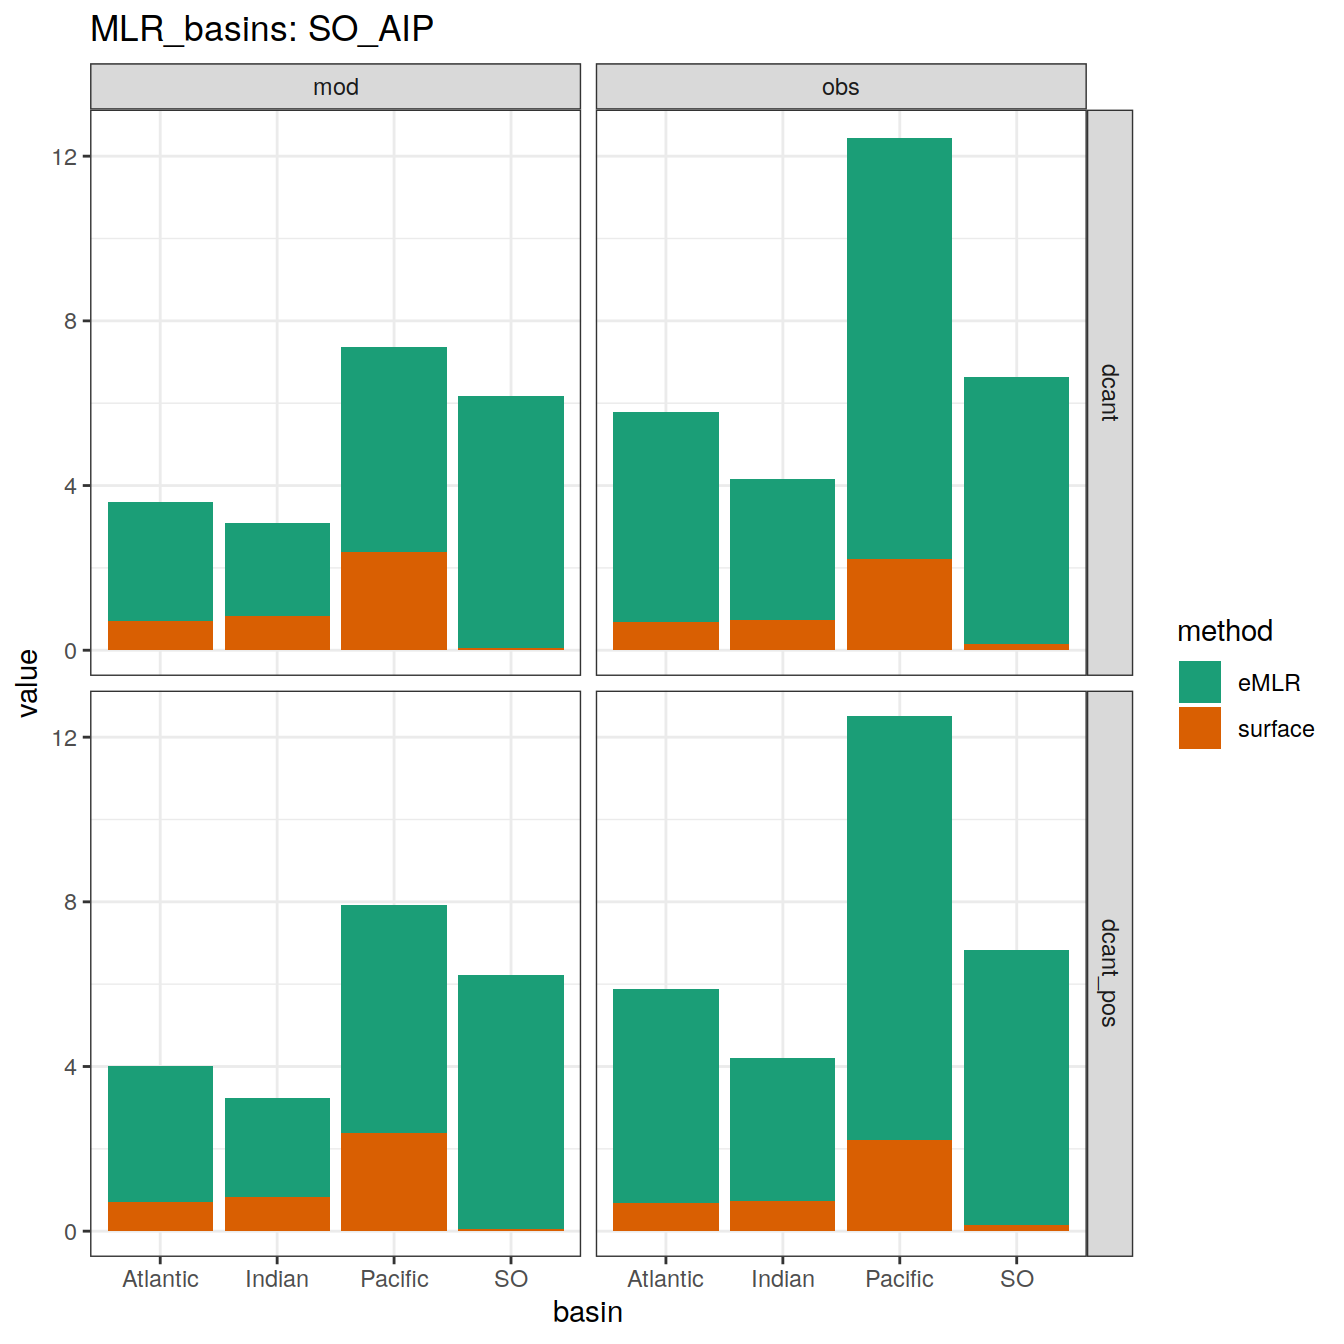 MLR_basins: SO_AIP
mod
obs
12
8
4
0
dcant
12
8
4
0
dcant_pos
value
Atlantic Indian Pacific SO
Atlantic Indian Pacific SO
basin
method
eMLR
surface